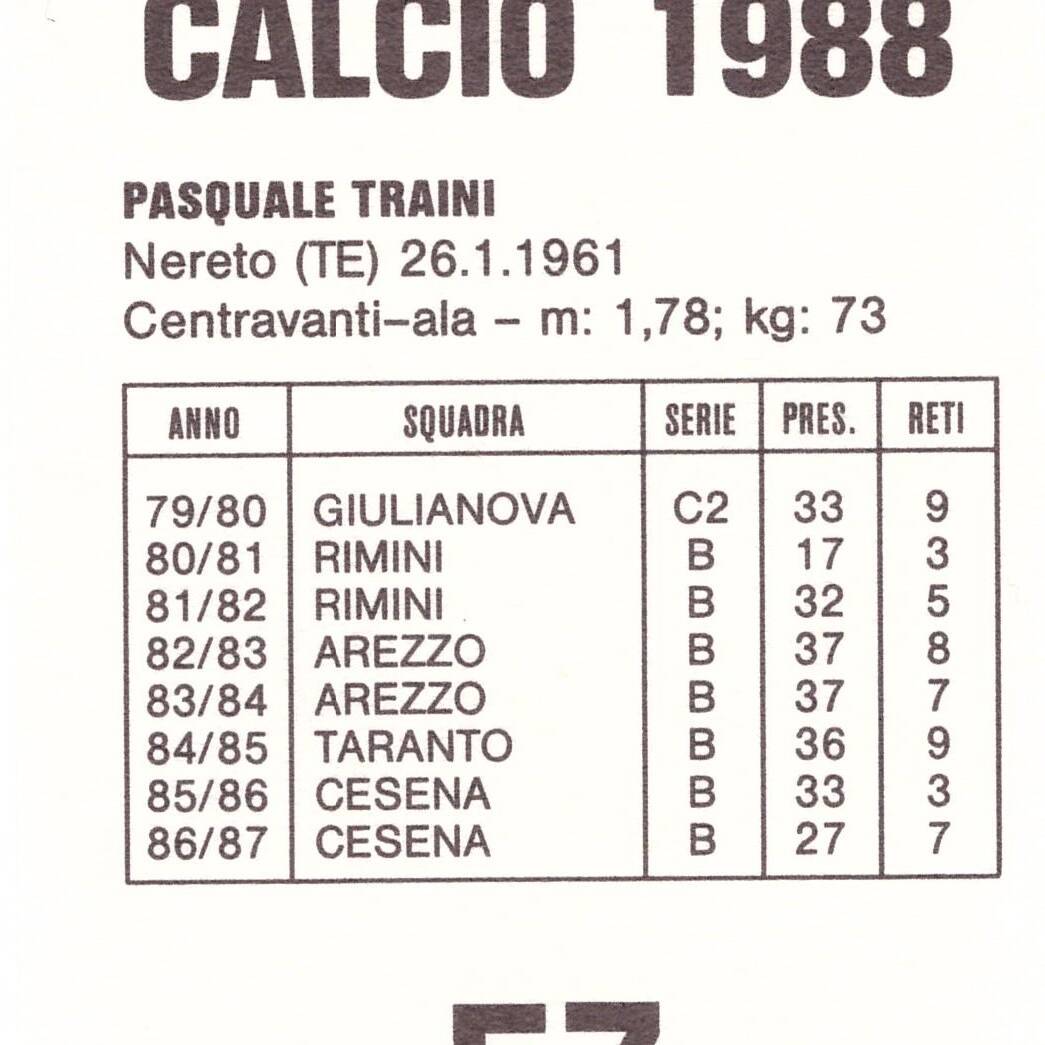 CALCIO 1988
PASQUALE TRAINI
Nereto (TE) 26.1.1961
Centravanti–ala – m: 1,78; kg: 73
ANNO SQUADRA SERIE PRES. RETI
79/80 GIULIANOVA C2 33 9
80/81 RIMINI B 17 3
81/82 RIMINI B 32 5
82/83 AREZZO B 37 8
83/84 AREZZO B 37 7
84/85 TARANTO B 36 9
85/86 CESENA B 33 3
86/87 CESENA B 27 7